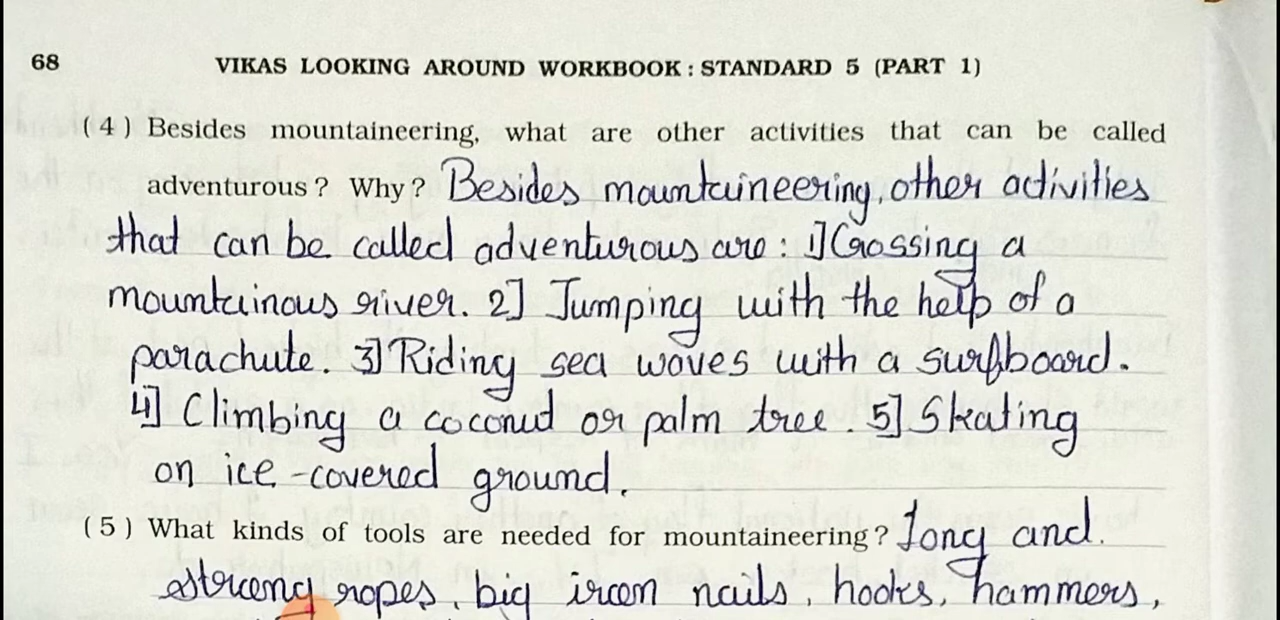 68 VIKAS LOOKING AROUND WORKBOOK : STANDARD 5 (PART 1)
(4) Besides mountaineering, what are other activities that can be called
adventurous ? Why ? Besides mountaineering, other activities
that can be called adventurous are : 1] Crossing a
mountainous river. 2] Jumping with the help of a
parachute. 3] Riding sea waves with a surfboard.
4] Climbing a coconut or palm tree. 5] Skating
on ice-covered ground.
(5) What kinds of tools are needed for mountaineering ? Long and
strong ropes, big iron nails, hooks, hammers,